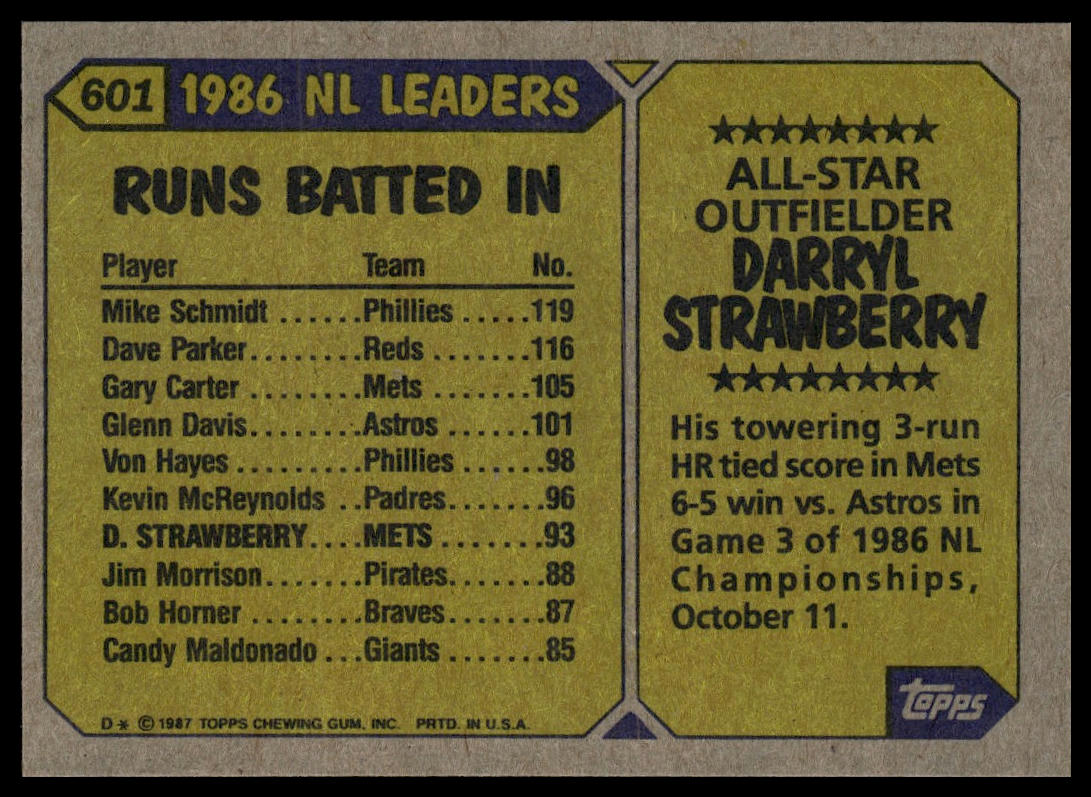 601 1986 NL LEADERS
RUNS BATTED IN
Player Team No.
Mike Schmidt ......Phillies .....119
Dave Parker........Reds .......116
Gary Carter ........Mets .......105
Glenn Davis........Astros ......101
Von Hayes .........Phillies ......98
Kevin McReynolds ..Padres.....96
D. STRAWBERRY....METS .......93
Jim Morrison.......Pirates.......88
Bob Horner ........Braves.......87
Candy Maldonado ...Giants .......85
D* © 1987 TOPPS CHEWING GUM, INC. PRTD. IN U.S.A.
ALL-STAR
OUTFIELDER
DARRYL
STRAWBERRY
His towering 3-run
HR tied score in Mets
6-5 win vs. Astros in
Game 3 of 1986 NL
Championships,
October 11.
topps